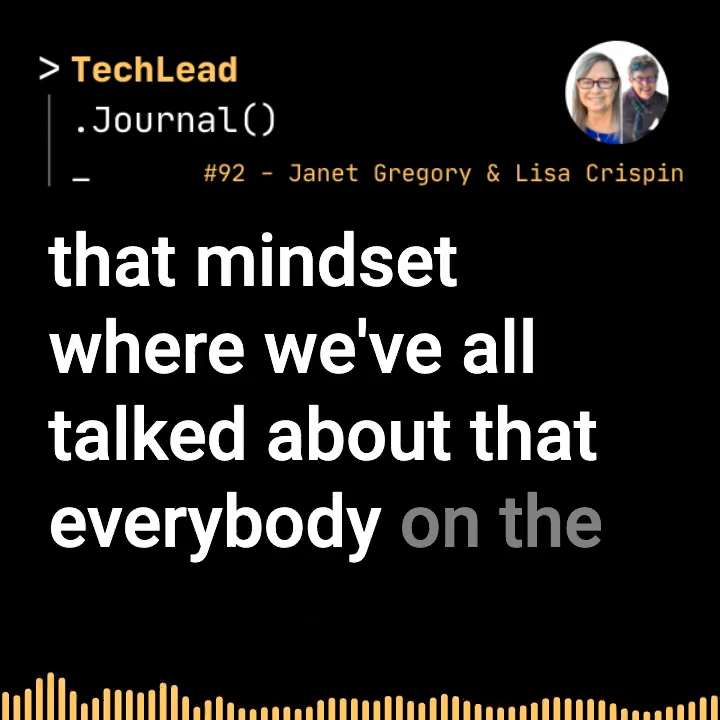 > TechLead
.Journal()
_
#92 - Janet Gregory & Lisa Crispin
that mindset
where we've all
talked about that
everybody on the